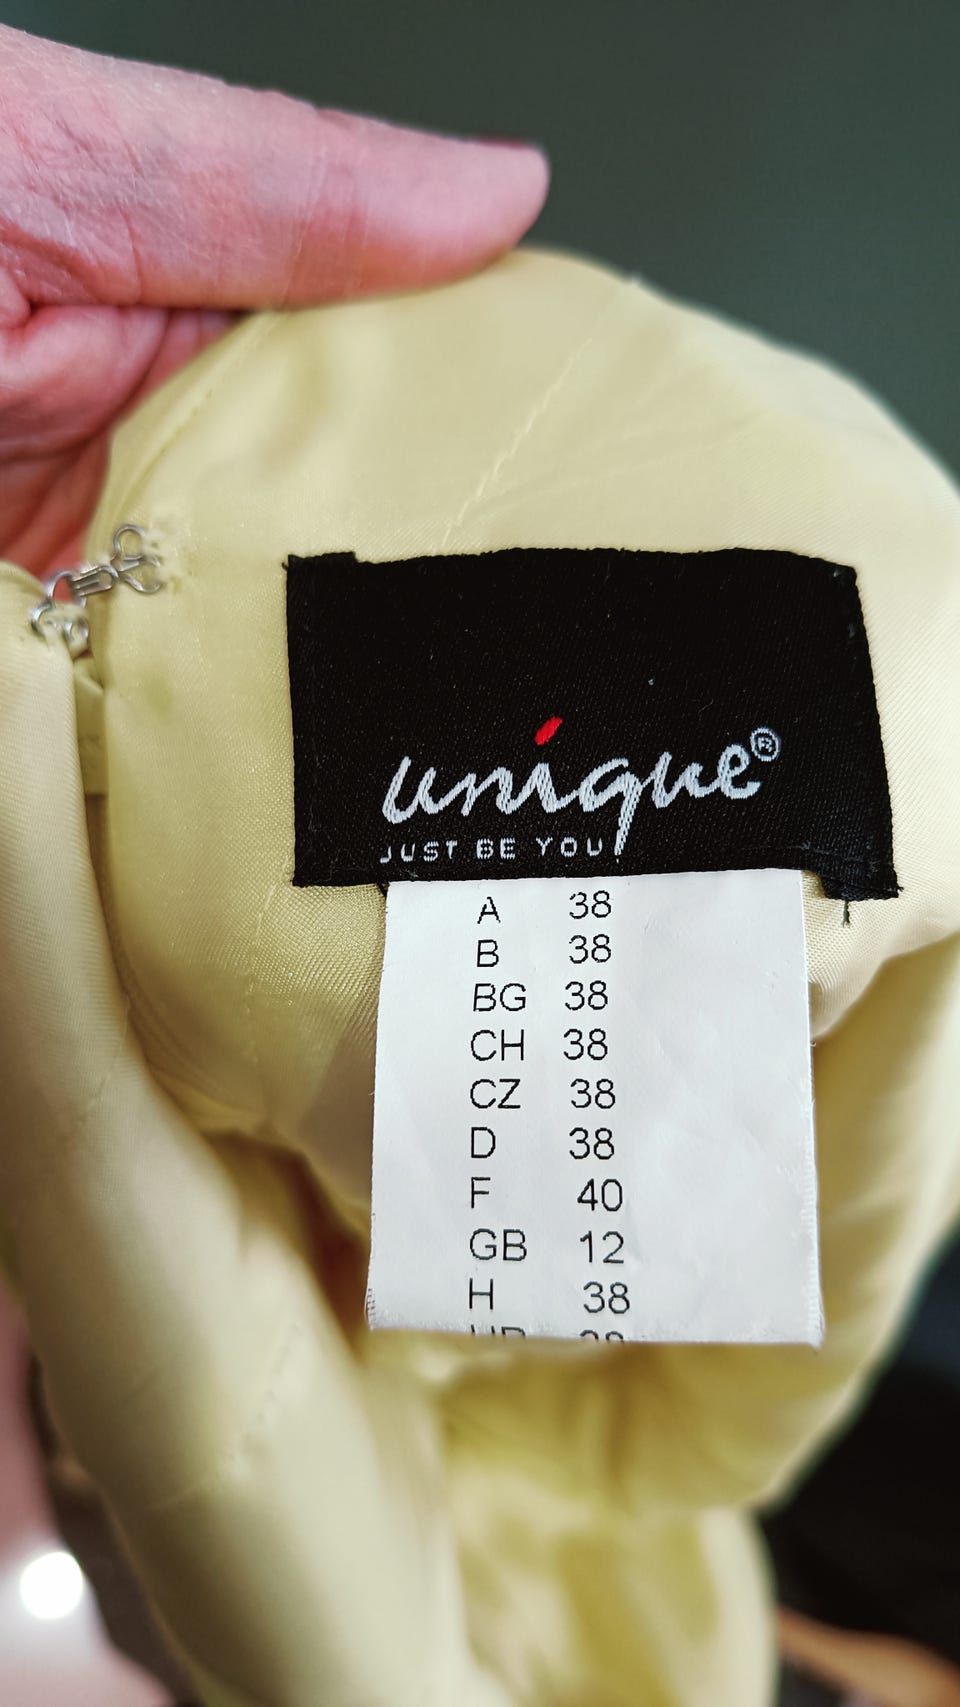 unique®
JUST BE YOU!
A 38
B 38
BG 38
CH 38
CZ 38
D 38
F 40
GB 12
H 38